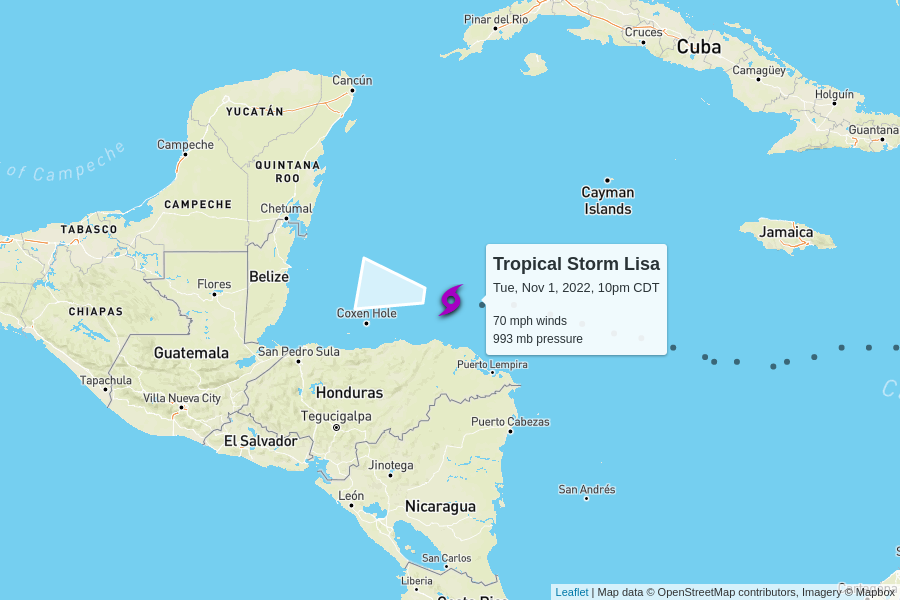 Pinar del Río
Cruces
Cuba
Cancún
Camagüey
YUCATÁN
Holguín
Guantana
Campeche
of Campeche
QUINTANA
ROO
Cayman
Islands
CAMPECHE
Chetumal
TABASCO
Jamaica
Belize
Flores
Tropical Storm Lisa
Tue, Nov 1, 2022, 10pm CDT
70 mph winds
993 mb pressure
CHIAPAS
Coxen Hole
Guatemala
San Pedro Sula
Puerto Lempira
Tapachula
Honduras
Villa Nueva City
C
Tegucigalpa
Puerto Cabezas
El Salvador
Jinotega
León
San Andrés
Nicaragua
San Carlos
Liberia
Leaflet | Map data © OpenStreetMap contributors, Imagery © Mapbox